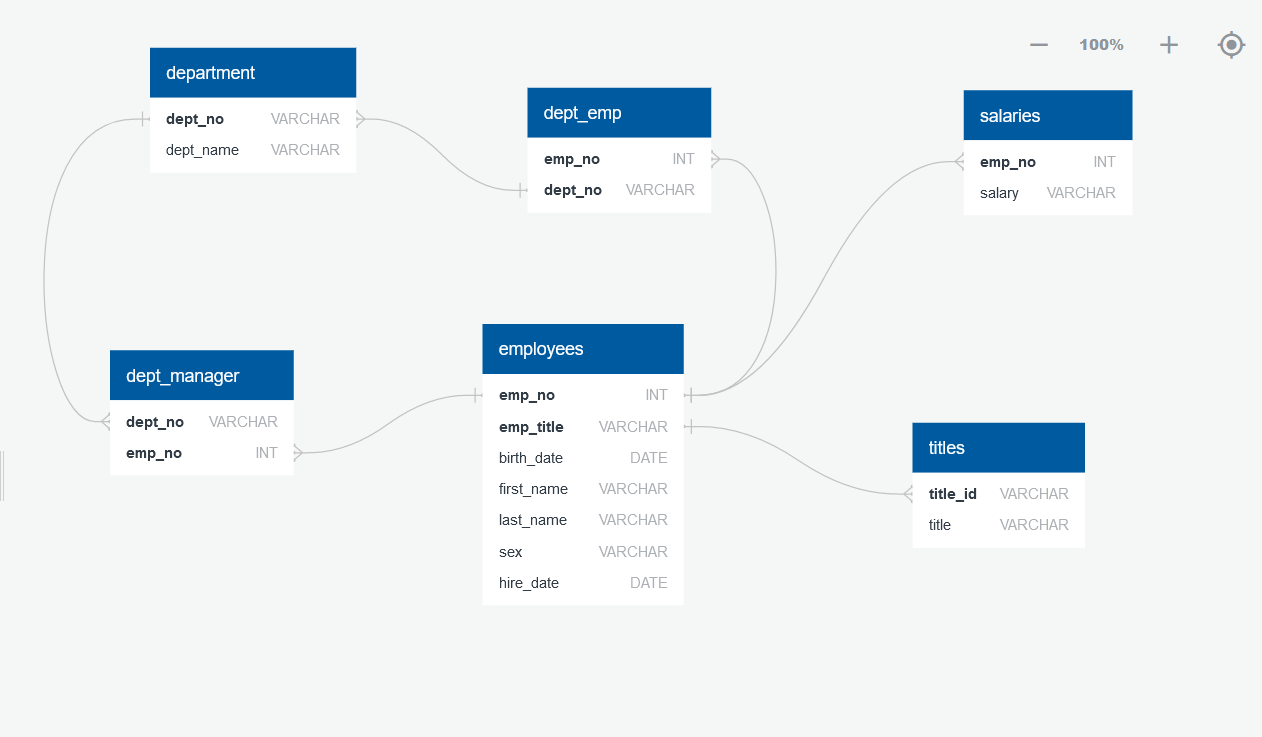 100%
department
dept_no VARCHAR
dept_name VARCHAR
dept_emp
emp_no INT
dept_no VARCHAR
salaries
emp_no INT
salary VARCHAR
dept_manager
dept_no VARCHAR
emp_no INT
employees
emp_no INT
emp_title VARCHAR
birth_date DATE
first_name VARCHAR
last_name VARCHAR
sex VARCHAR
hire_date DATE
titles
title_id VARCHAR
title VARCHAR